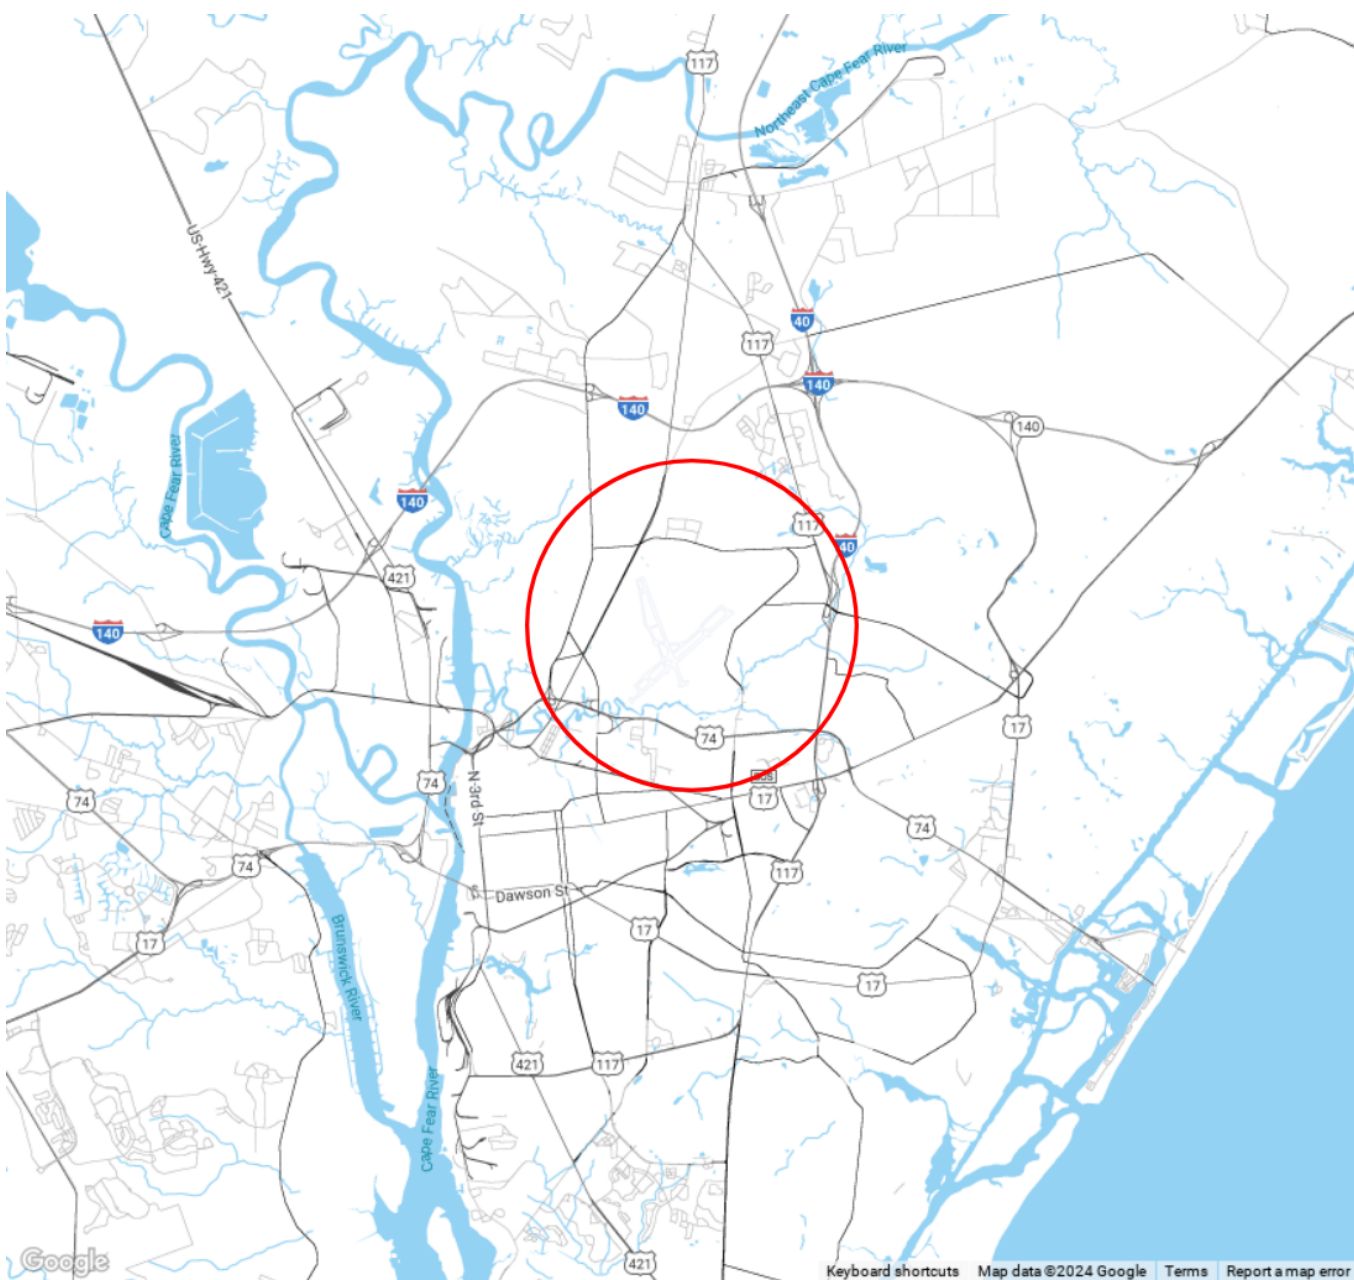 117
Northeast Cape Fear River
US-Hwy 421
40
117
140
140
140
Cape Fear River
140
117
40
421
140
17
74
BUS
17
74
74
N 3rd St
74
74
117
Dawson St
17
17
Brunswick River
17
421
117
Cape Fear River
421
Google
Keyboard shortcuts
Map data ©2024 Google
Terms
Report a map error